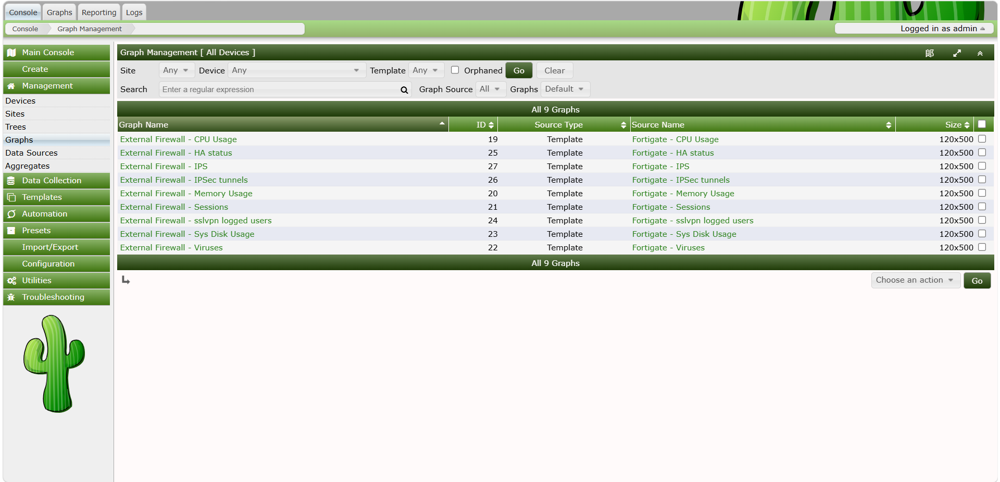 Console Graphs Reporting Logs
Console Graph Management
Logged in as admin
Main Console
Create
Management
Devices
Sites
Trees
Graphs
Data Sources
Aggregates
Data Collection
Templates
Automation
Presets
Import/Export
Configuration
Utilities
Troubleshooting
Graph Management [ All Devices ]
Site Any Device Any Template Any Orphaned Go Clear
Search Enter a regular expression Graph Source All Graphs Default
All 9 Graphs
Graph Name ID Source Type Source Name Size
External Firewall - CPU Usage 19 Template Fortigate - CPU Usage 120x500
External Firewall - HA status 25 Template Fortigate - HA status 120x500
External Firewall - IPS 27 Template Fortigate - IPS 120x500
External Firewall - IPSec tunnels 26 Template Fortigate - IPSec tunnels 120x500
External Firewall - Memory Usage 20 Template Fortigate - Memory Usage 120x500
External Firewall - Sessions 21 Template Fortigate - Sessions 120x500
External Firewall - sslvpn logged users 24 Template Fortigate - sslvpn logged users 120x500
External Firewall - Sys Disk Usage 23 Template Fortigate - Sys Disk Usage 120x500
External Firewall - Viruses 22 Template Fortigate - Viruses 120x500
All 9 Graphs
Choose an action Go